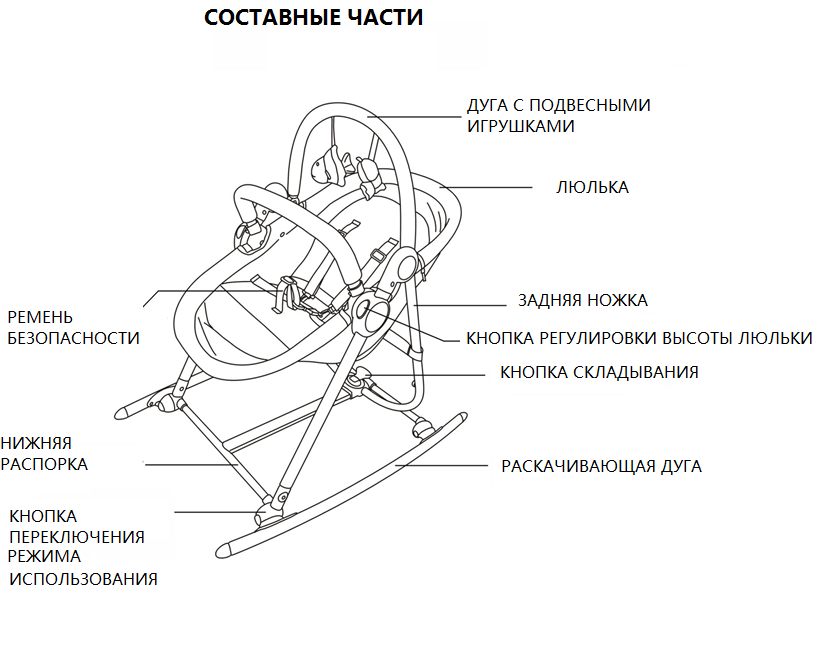 СОСТАВНЫЕ ЧАСТИ
ДУГА С ПОДВЕСНЫМИ
ИГРУШКАМИ
ЛЮЛЬКА
ЗАДНЯЯ НОЖКА
РЕМЕНЬ
БЕЗОПАСНОСТИ
КНОПКА РЕГУЛИРОВКИ ВЫСОТЫ ЛЮЛЬКИ
КНОПКА СКЛАДЫВАНИЯ
НИЖНЯЯ
РАСПОРКА
РАСКАЧИВАЮЩАЯ ДУГА
КНОПКА
ПЕРЕКЛЮЧЕНИЯ
РЕЖИМА
ИСПОЛЬЗОВАНИЯ